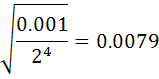 √(0.001/2⁴) = 0.0079